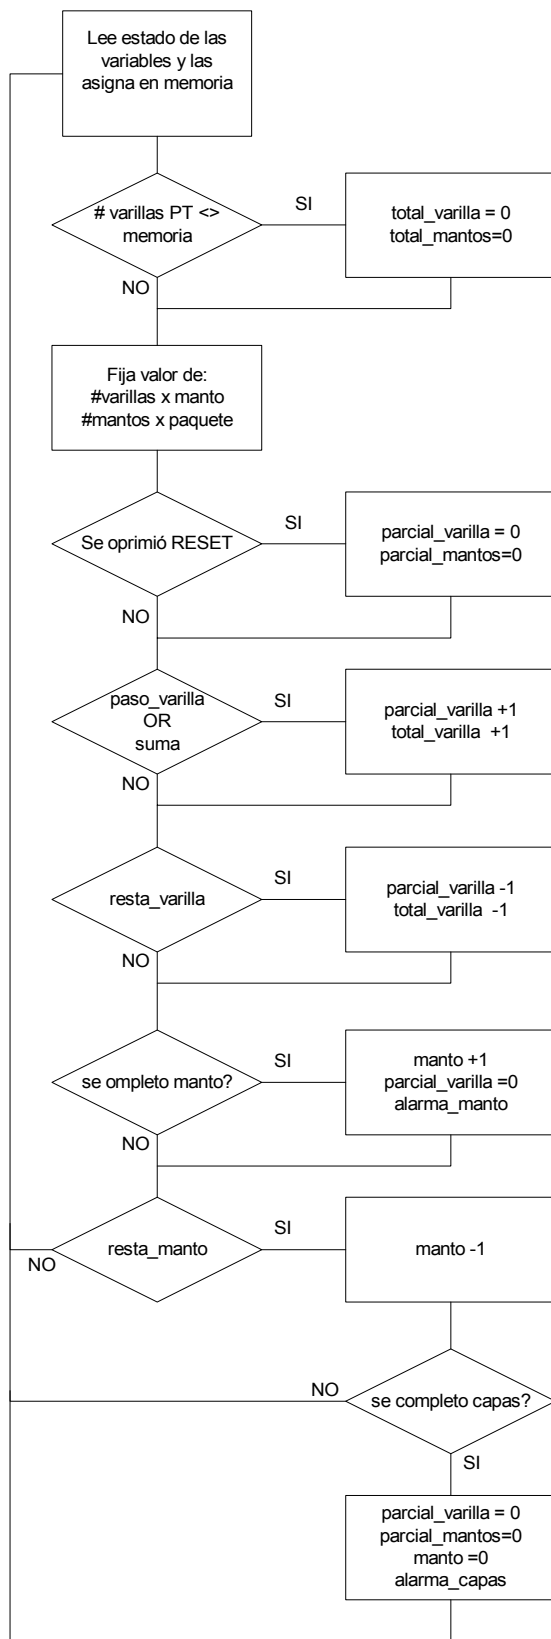 Lee estado de las
variables y las
asigna en memoria
# varillas PT <>
memoria
SI
total_varilla = 0
total_mantos=0
NO
Fija valor de:
#varillas x manto
#mantos x paquete
Se oprimió RESET
SI
parcial_varilla = 0
parcial_mantos=0
NO
paso_varilla
OR
suma
SI
parcial_varilla +1
total_varilla +1
NO
resta_varilla
SI
parcial_varilla -1
total_varilla -1
NO
se ompleto manto?
SI
manto +1
parcial_varilla =0
alarma_manto
NO
resta_manto
SI
manto -1
NO
se completo capas?
NO
SI
parcial_varilla = 0
parcial_mantos=0
manto =0
alarma_capas